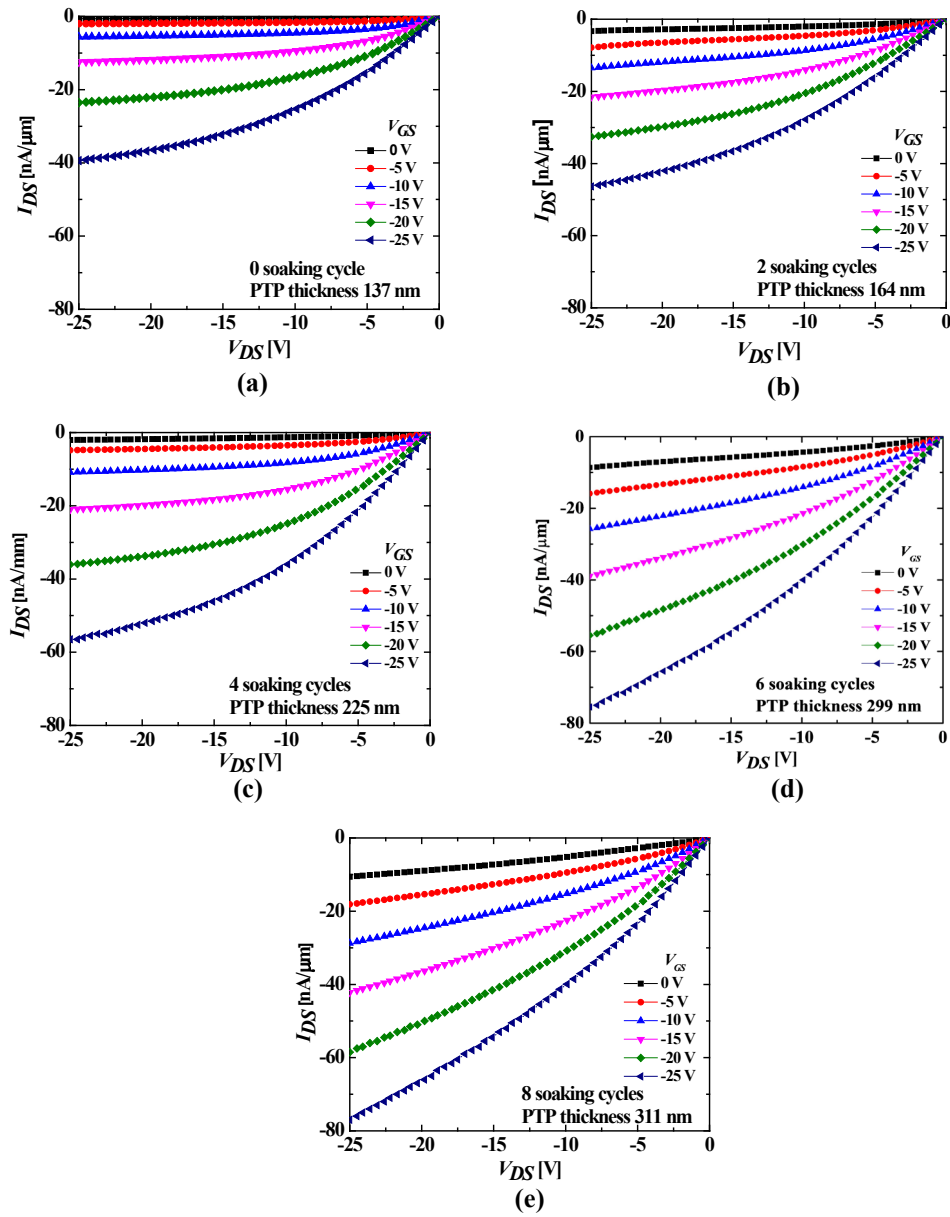 0
-20
-40
-60
-80
I_DS [nA/μm]
V_GS
0 V
-5 V
-10 V
-15 V
-20 V
-25 V
0 soaking cycle
PTP thickness 137 nm
-25 -20 -15 -10 -5 0
V_DS [V]
(a)
0
-20
-40
-60
-80
I_DS [nA/μm]
V_GS
0 V
-5 V
-10 V
-15 V
-20 V
-25 V
2 soaking cycles
PTP thickness 164 nm
-25 -20 -15 -10 -5 0
V_DS [V]
(b)
0
-20
-40
-60
-80
I_DS [nA/mm]
V_GS
0 V
-5 V
-10 V
-15 V
-20 V
-25 V
4 soaking cycles
PTP thickness 225 nm
-25 -20 -15 -10 -5 0
V_DS [V]
(c)
0
-20
-40
-60
-80
I_DS [nA/μm]
V_GS
0 V
-5 V
-10 V
-15 V
-20 V
-25 V
6 soaking cycles
PTP thickness 299 nm
-25 -20 -15 -10 -5 0
V_DS [V]
(d)
0
-20
-40
-60
-80
I_DS [nA/μm]
V_GS
0 V
-5 V
-10 V
-15 V
-20 V
-25 V
8 soaking cycles
PTP thickness 311 nm
-25 -20 -15 -10 -5 0
V_DS [V]
(e)